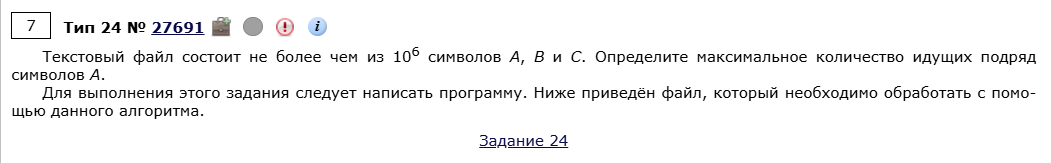 7 Тип 24 № 27691
Текстовый файл состоит не более чем из 10⁶ символов A, B и C. Определите максимальное количество идущих подряд
символов A.
Для выполнения этого задания следует написать программу. Ниже приведён файл, который необходимо обработать с помо-
щью данного алгоритма.
Задание 24